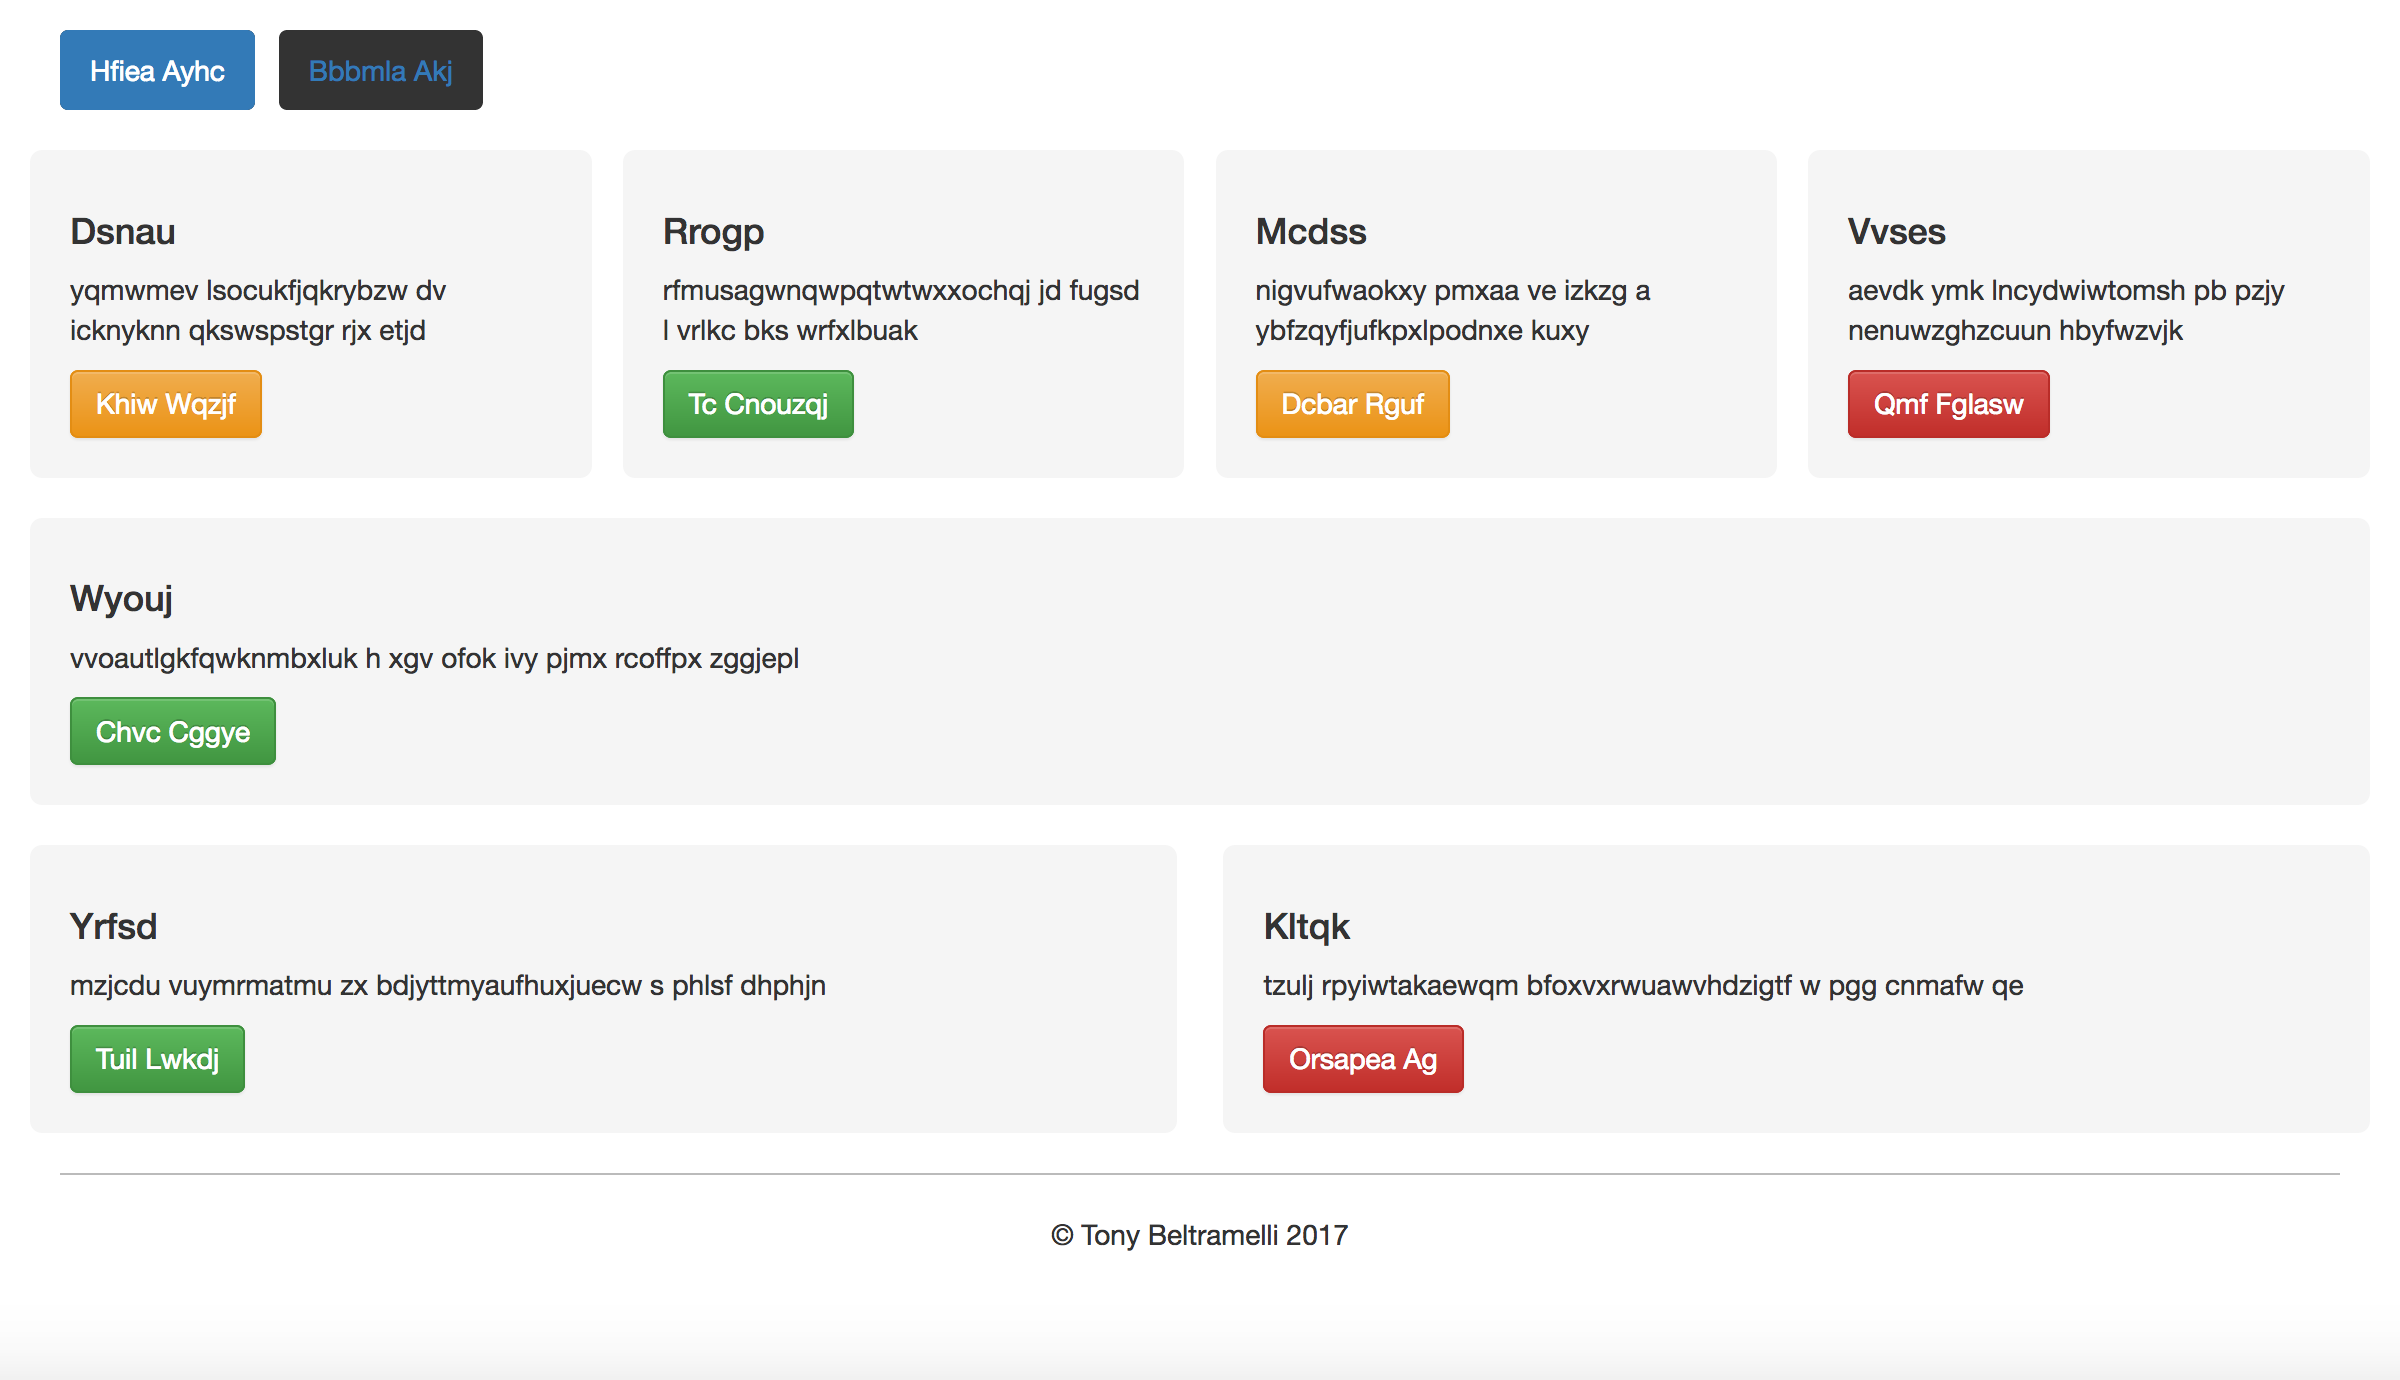 Hfiea Ayhc
Bbbmla Akj
Dsnau
yqmwmev lsocukfjqkrybzw dv
icknyknn qkswspstgr rjx etjd
Khiw Wqzjf
Rrogp
rfmusagwnqwpqtwtwxxochqj jd fugsd
l vrlkc bks wrfxlbuak
Tc Cnouzqj
Mcdss
nigvufwaokxy pmxaa ve izkzg a
ybfzqyfjufkpxlpodnxe kuxy
Dcbar Rguf
Vvses
aevdk ymk lncydwiwtomsh pb pzjy
nenuwzghzcuun hbyfwzvjk
Qmf Fglasw
Wyouj
vvoautlgkfqwknmbxluk h xgv ofok ivy pjmx rcoffpx zggjepl
Chvc Cggye
Yrfsd
mzjcdu vuymrmatmu zx bdjyttmyaufhuxjuecw s phlsf dhphjn
Tuil Lwkdj
Kltqk
tzulj rpyiwtakaewqm bfoxvxrwuawvhdzigtf w pgg cnmafw qe
Orsapea Ag
© Tony Beltramelli 2017